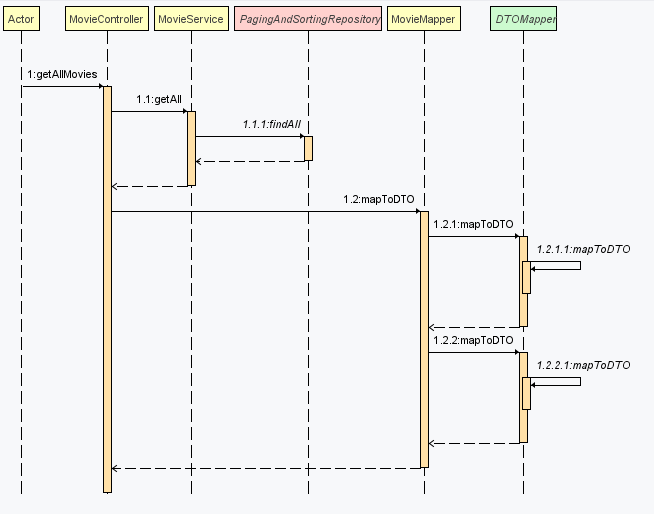 Actor MovieController MovieService PagingAndSortingRepository MovieMapper DTOMapper
1:getAllMovies
1.1:getAll
1.1.1:findAll
1.2:mapToDTO
1.2.1:mapToDTO
1.2.1.1:mapToDTO
1.2.2:mapToDTO
1.2.2.1:mapToDTO